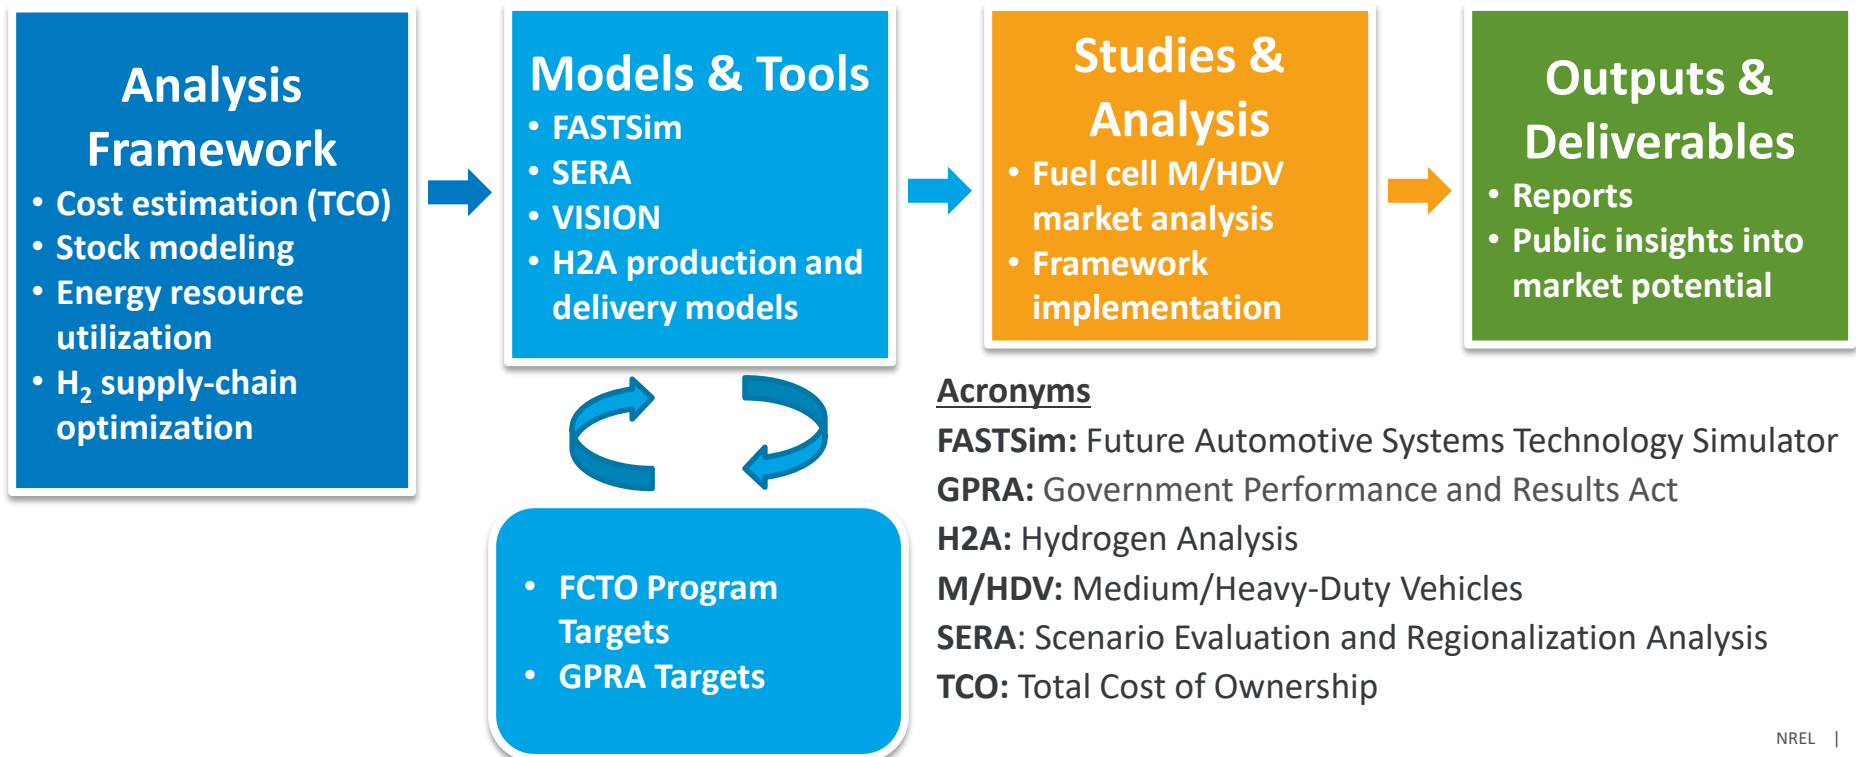 Analysis
Framework
• Cost estimation (TCO)
• Stock modeling
• Energy resource
utilization
• H₂ supply-chain
optimization
Models & Tools
• FASTSim
• SERA
• VISION
• H2A production and
delivery models
Studies &
Analysis
• Fuel cell M/HDV
market analysis
• Framework
implementation
Outputs &
Deliverables
• Reports
• Public insights into
market potential
• FCTO Program
Targets
• GPRA Targets
Acronyms
FASTSim: Future Automotive Systems Technology Simulator
GPRA: Government Performance and Results Act
H2A: Hydrogen Analysis
M/HDV: Medium/Heavy-Duty Vehicles
SERA: Scenario Evaluation and Regionalization Analysis
TCO: Total Cost of Ownership
NREL |